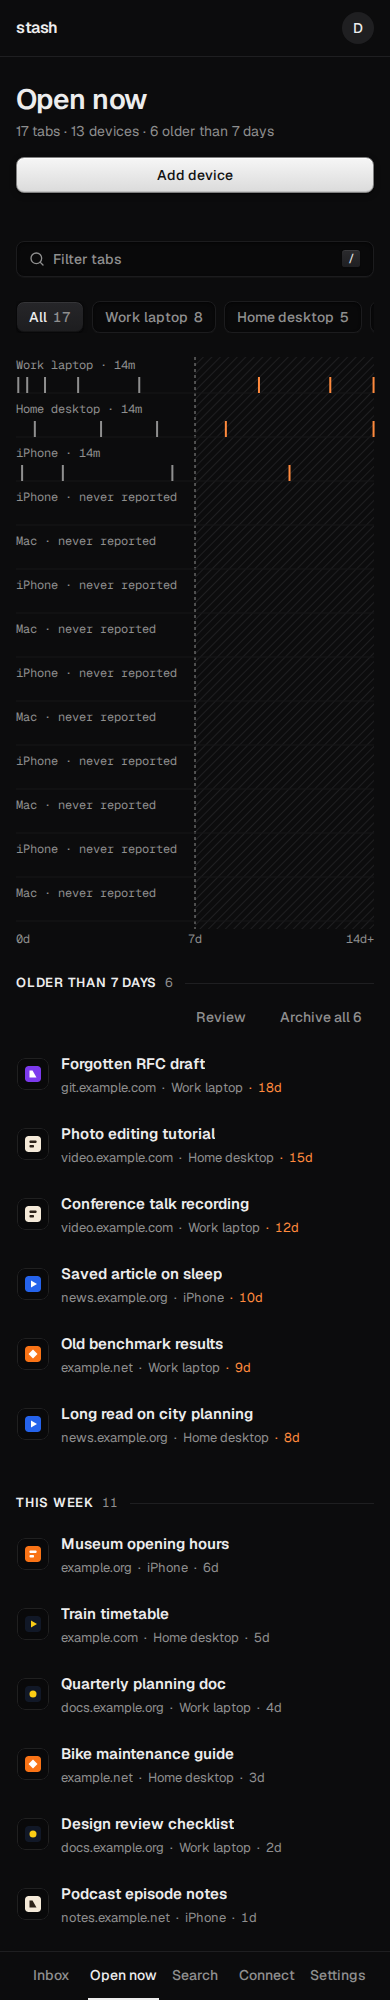 stash
D
Open now
17 tabs · 13 devices · 6 older than 7 days
Add device
Filter tabs
/
All 17
Work laptop 8
Home desktop 5
Work laptop · 14m
Home desktop · 14m
iPhone · 14m
iPhone · never reported
Mac · never reported
iPhone · never reported
Mac · never reported
iPhone · never reported
Mac · never reported
iPhone · never reported
Mac · never reported
iPhone · never reported
Mac · never reported
0d 7d 14d+
OLDER THAN 7 DAYS 6
Review Archive all 6
Forgotten RFC draft
git.example.com · Work laptop · 18d
Photo editing tutorial
video.example.com · Home desktop · 15d
Conference talk recording
video.example.com · Work laptop · 12d
Saved article on sleep
news.example.org · iPhone · 10d
Old benchmark results
example.net · Work laptop · 9d
Long read on city planning
news.example.org · Home desktop · 8d
THIS WEEK 11
Museum opening hours
example.org · iPhone · 6d
Train timetable
example.com · Home desktop · 5d
Quarterly planning doc
docs.example.org · Work laptop · 4d
Bike maintenance guide
example.net · Home desktop · 3d
Design review checklist
docs.example.org · Work laptop · 2d
Podcast episode notes
notes.example.net · iPhone · 1d
Inbox Open now Search Connect Settings